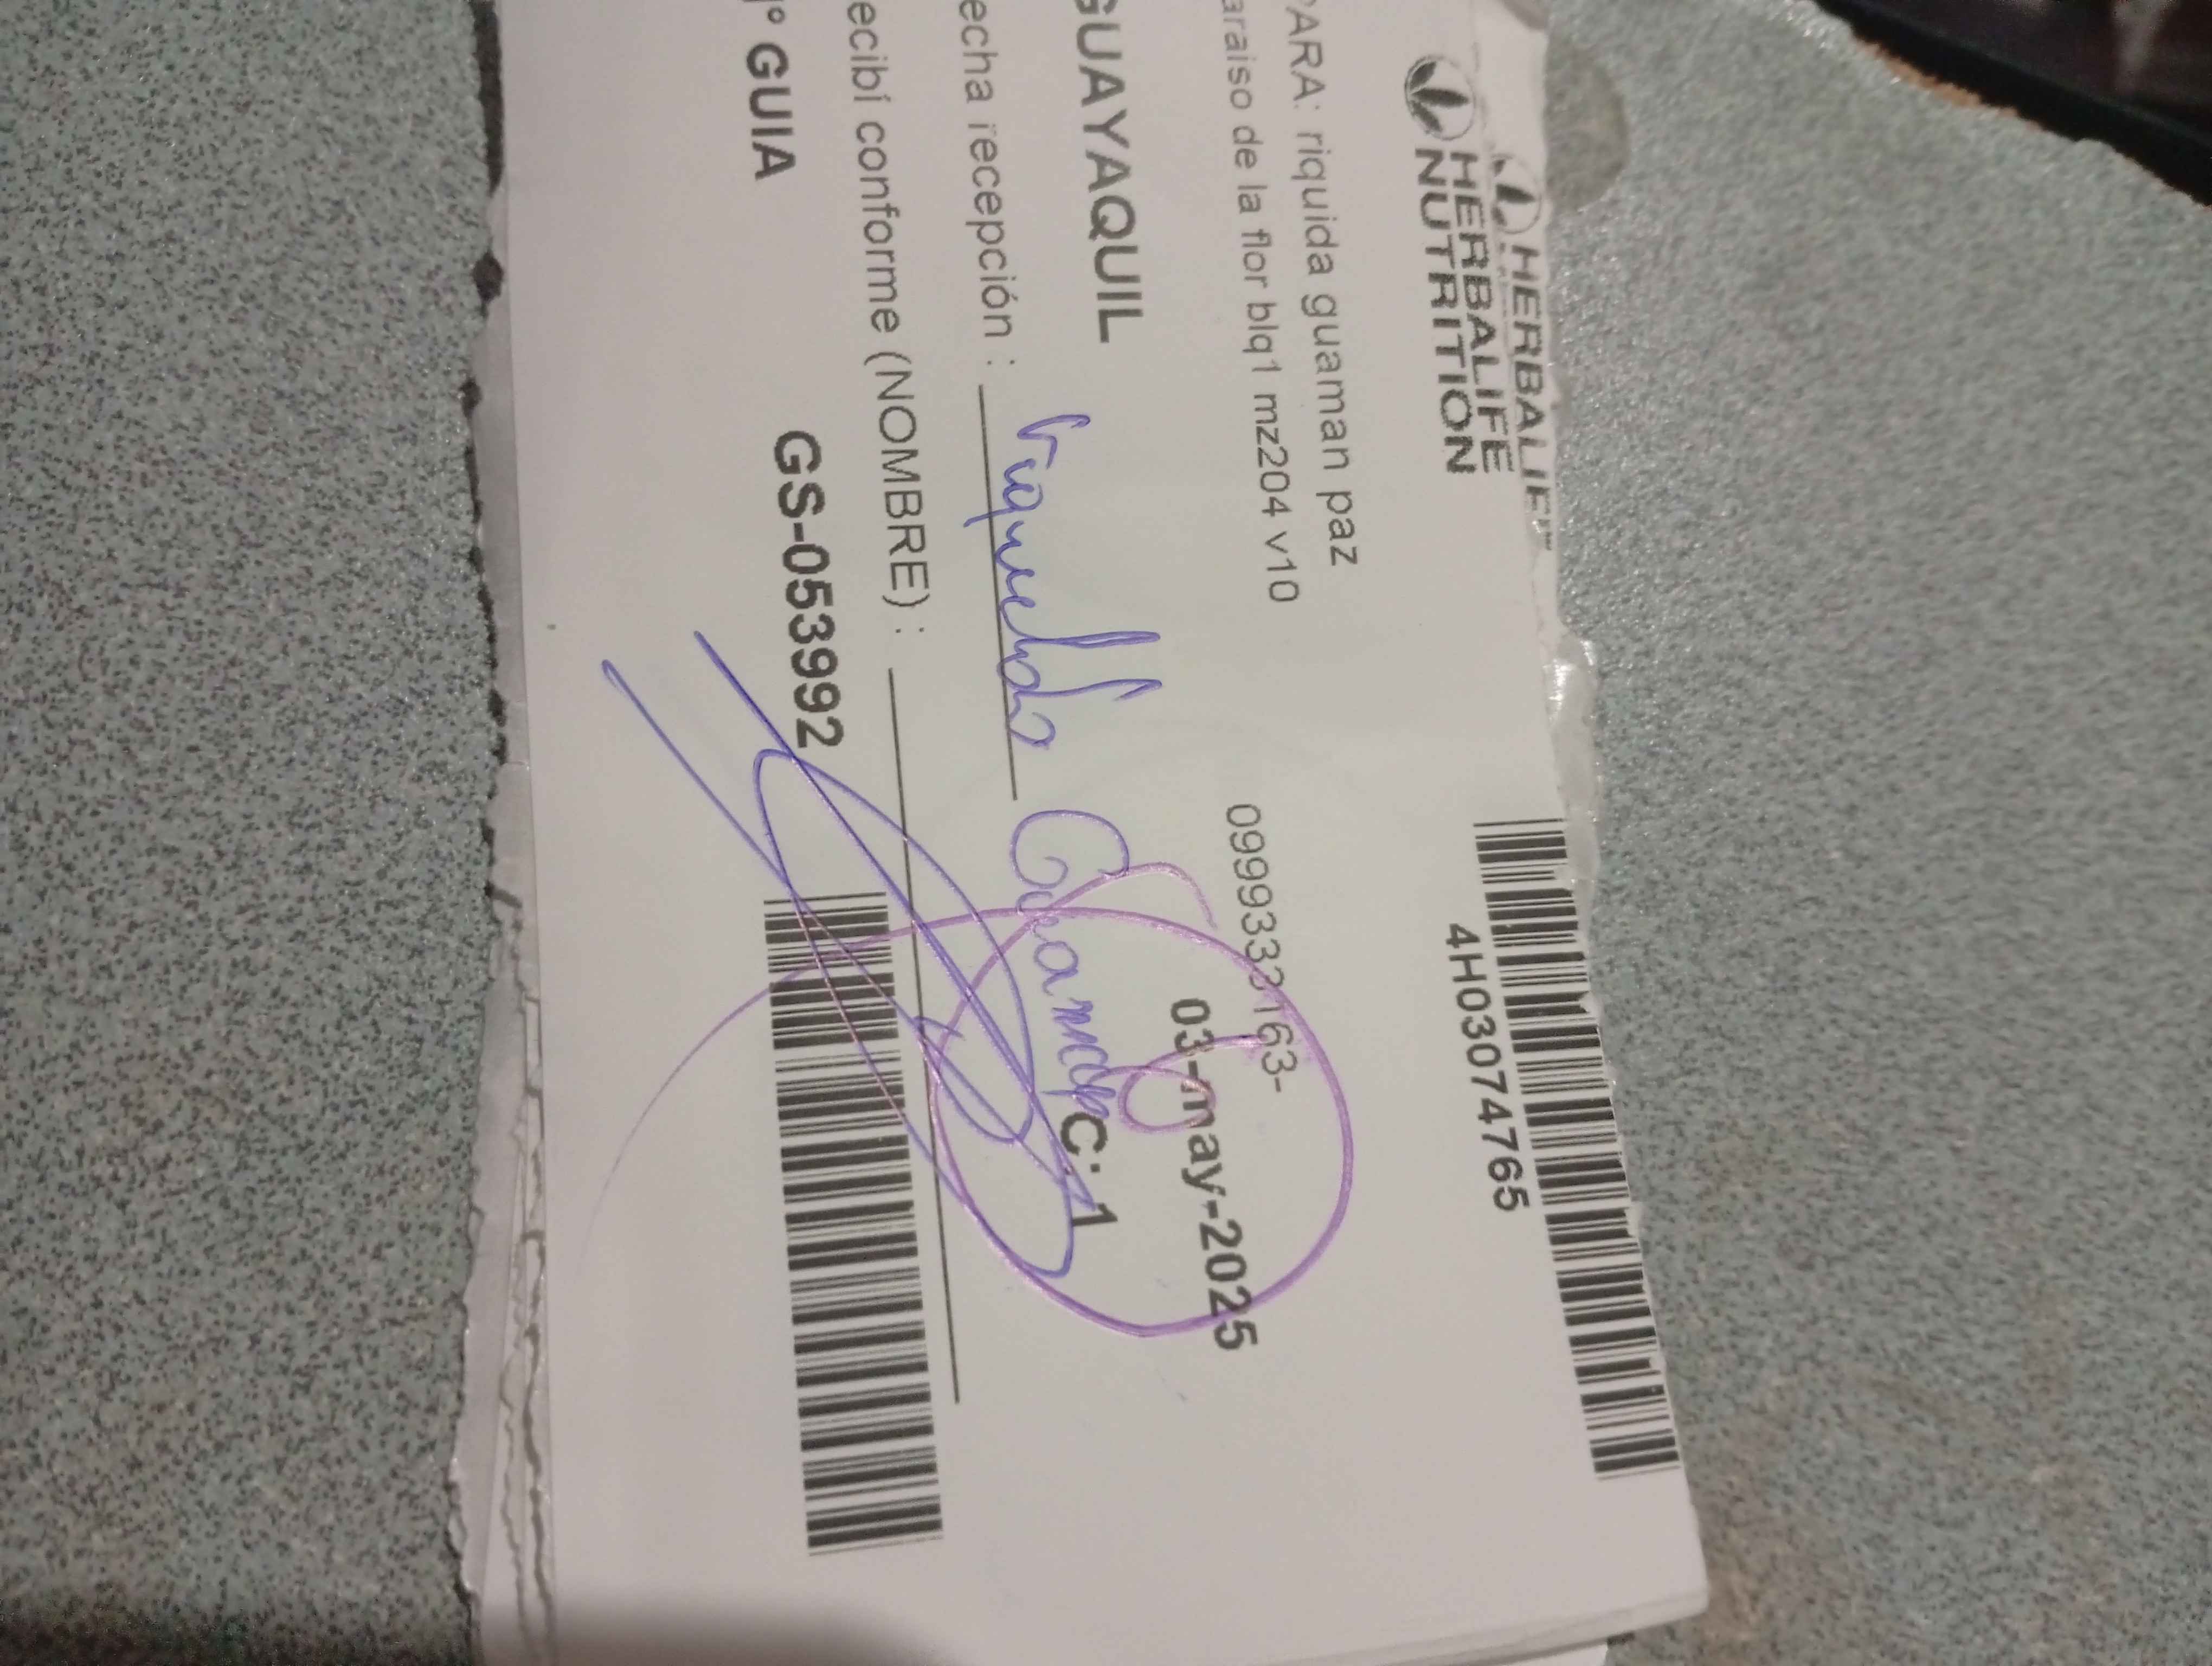 HERBALIFE
HERBALIFE
NUTRITION
4H03074765
PARA: riquida guaman paz
araiso de la flor blq1 mz204 v10
03-may-2025
GUAYAQUIL
C:1
echa recepción :
ecibí conforme (NOMBRE) :
° GUIA
GS-053992